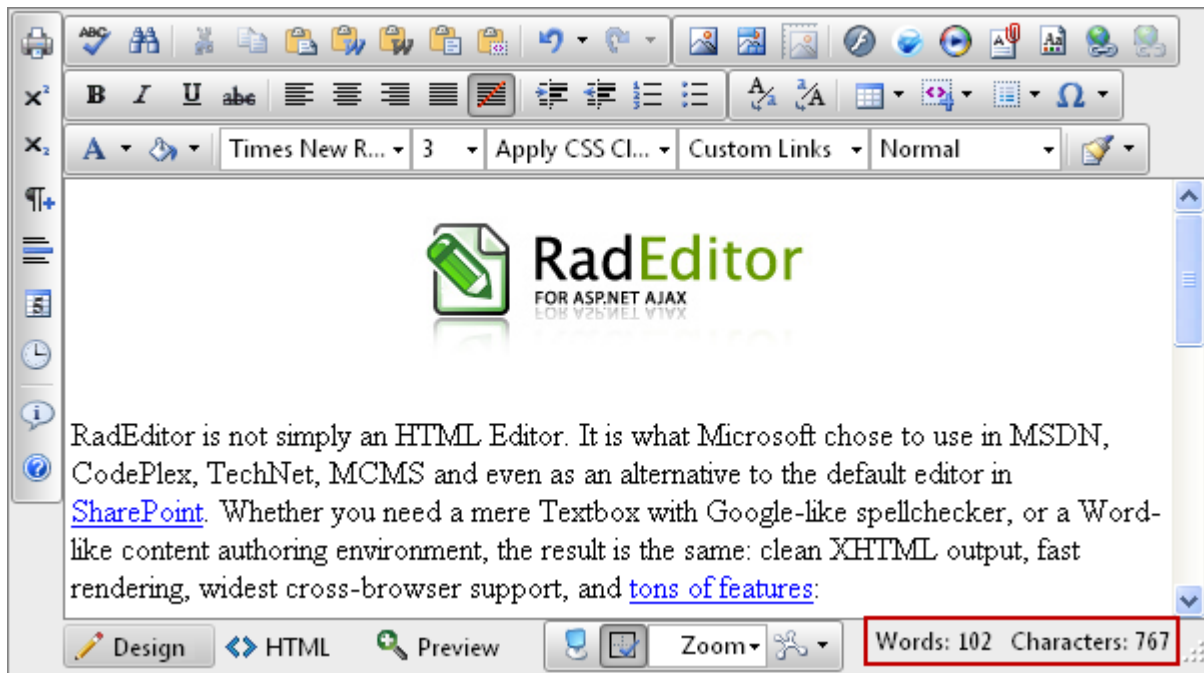 ABC
B I U abc
A Times New R... 3 Apply CSS Cl... Custom Links Normal
RadEditor
FOR ASP.NET AJAX
RadEditor is not simply an HTML Editor. It is what Microsoft chose to use in MSDN,
CodePlex, TechNet, MCMS and even as an alternative to the default editor in
SharePoint. Whether you need a mere Textbox with Google-like spellchecker, or a Word-
like content authoring environment, the result is the same: clean XHTML output, fast
rendering, widest cross-browser support, and tons of features:
Design HTML Preview Zoom Words: 102 Characters: 767